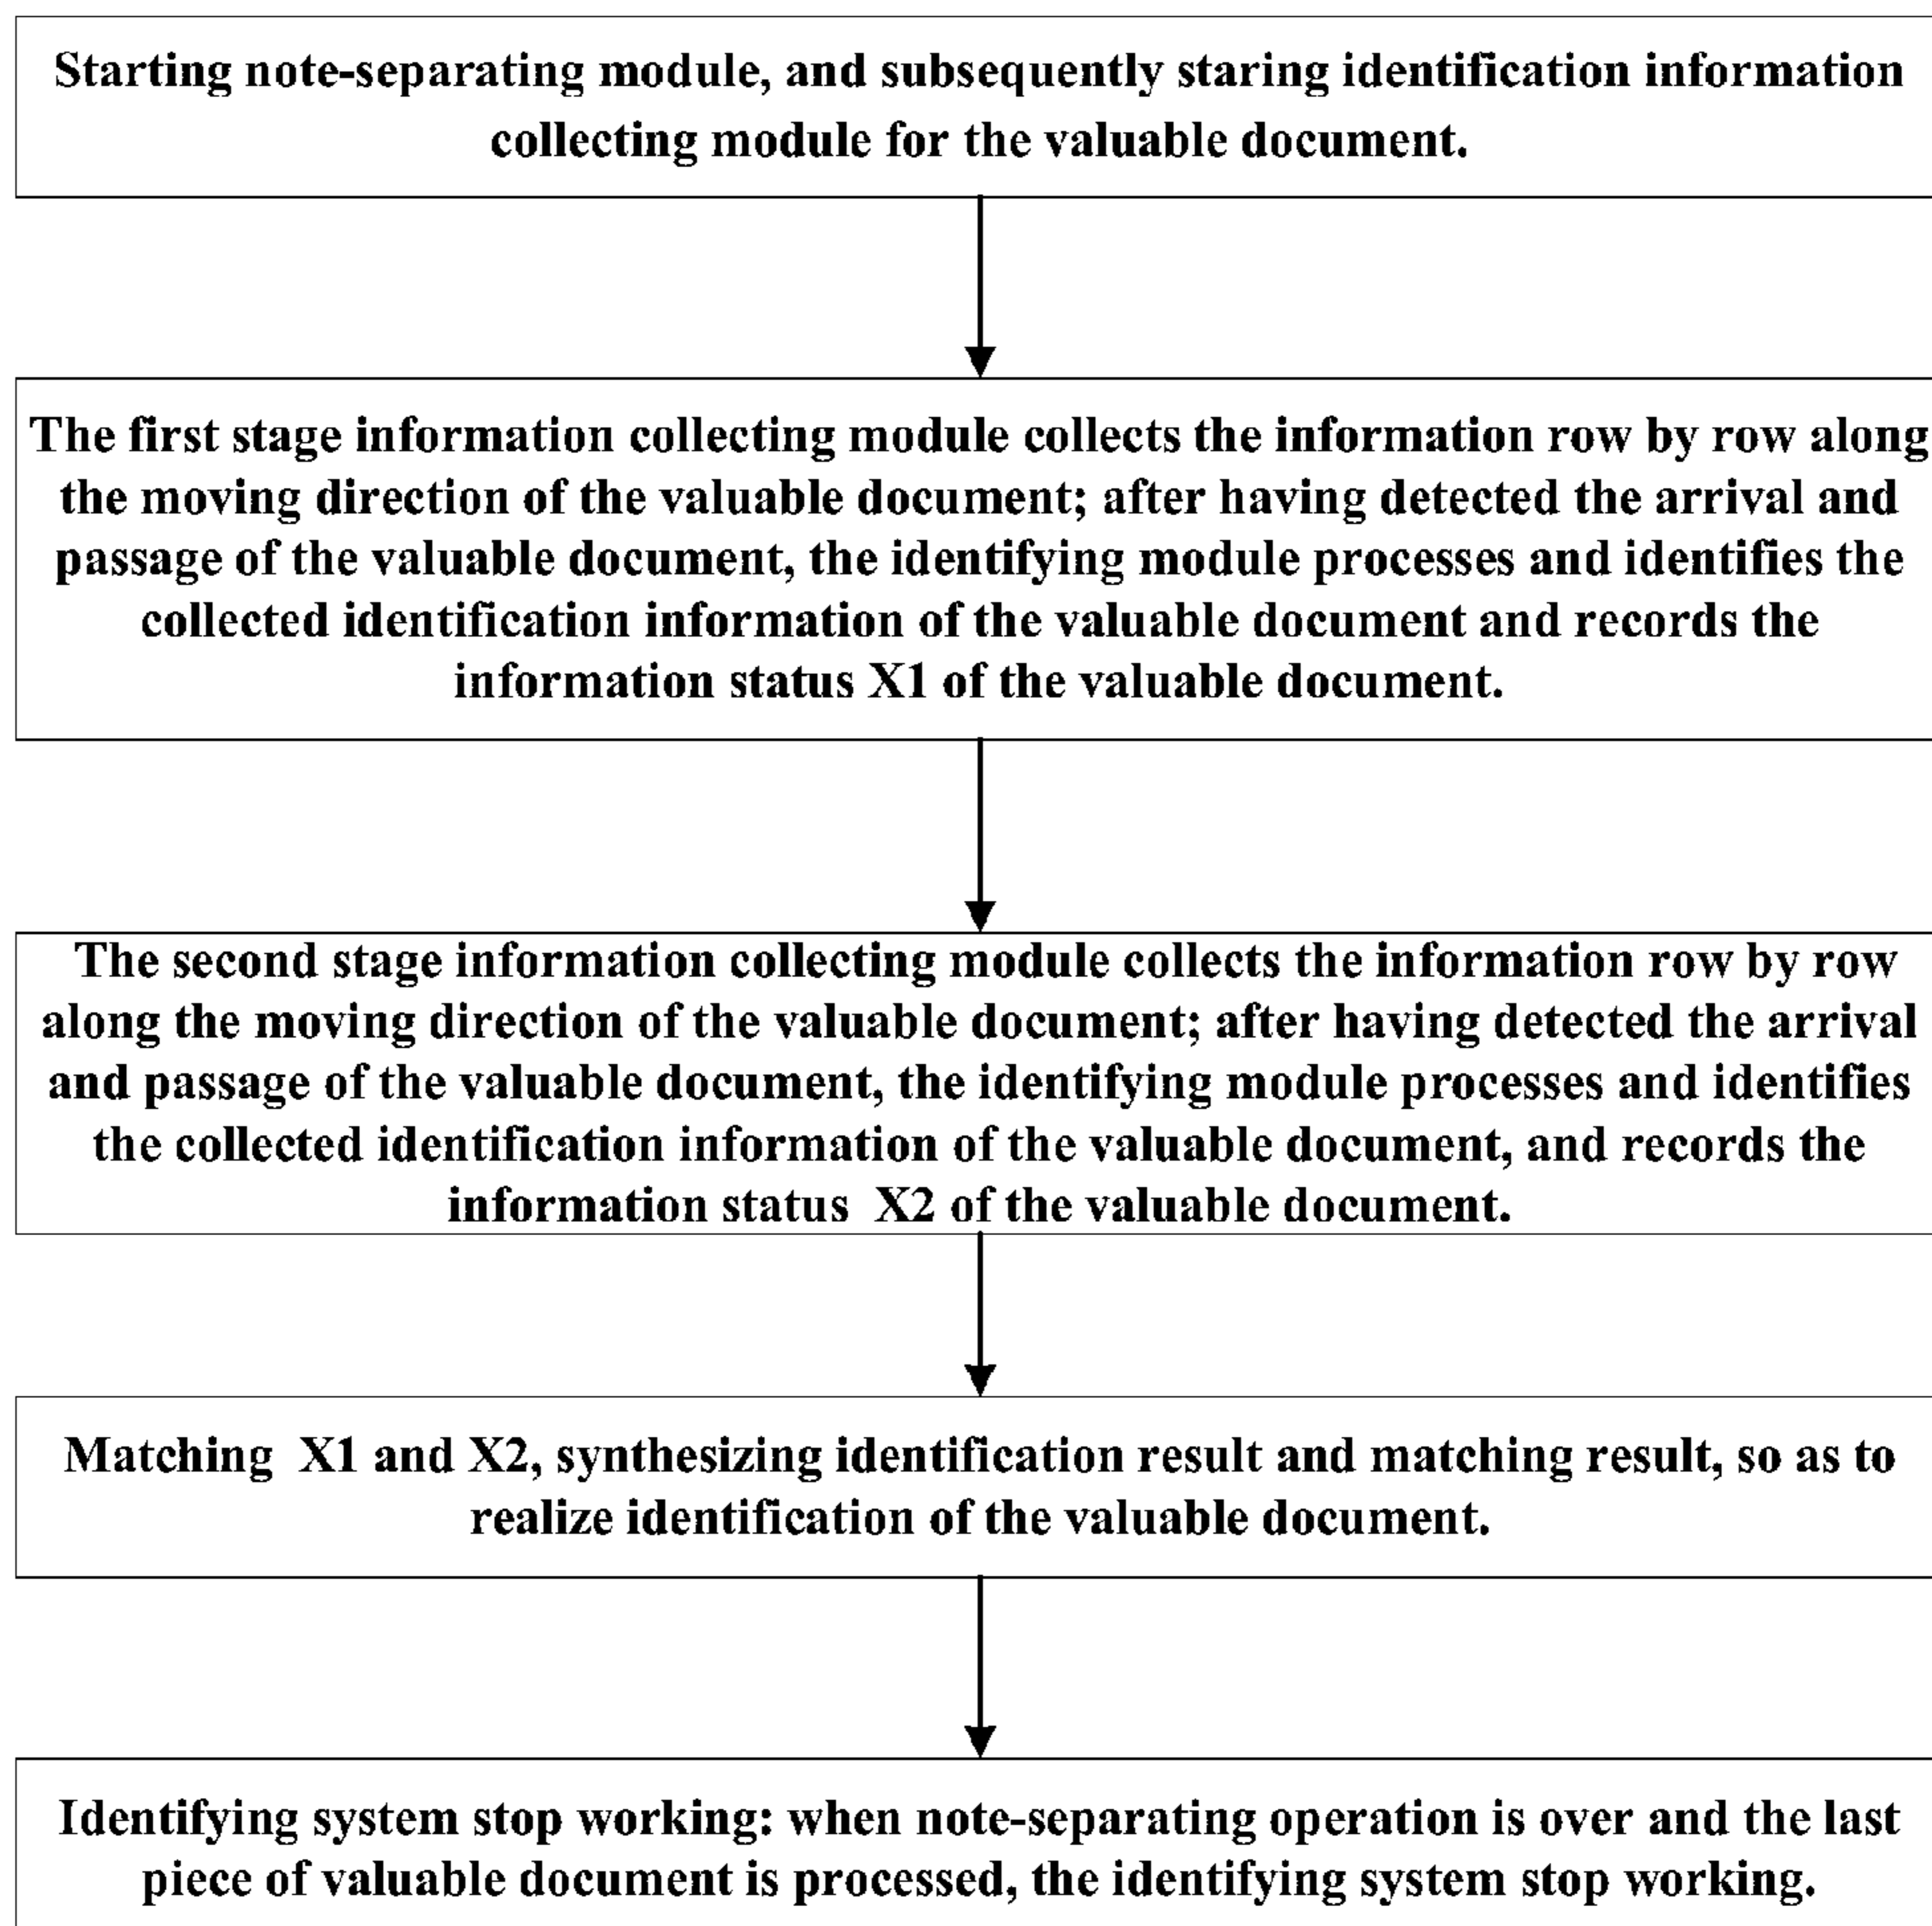 Starting note-separating module, and subsequently staring identification information
collecting module for the valuable document.
The first stage information collecting module collects the information row by row along
the moving direction of the valuable document; after having detected the arrival and
passage of the valuable document, the identifying module processes and identifies the
collected identification information of the valuable document and records the
information status X1 of the valuable document.
The second stage information collecting module collects the information row by row
along the moving direction of the valuable document; after having detected the arrival
and passage of the valuable document, the identifying module processes and identifies
the collected identification information of the valuable document, and records the
information status X2 of the valuable document.
Matching X1 and X2, synthesizing identification result and matching result, so as to
realize identification of the valuable document.
Identifying system stop working: when note-separating operation is over and the last
piece of valuable document is processed, the identifying system stop working.